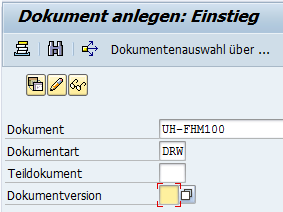 Dokument anlegen: Einstieg
Dokumentenauswahl über ...
Dokument UH-FHM100
Dokumentart DRW
Teildokument
Dokumentversion